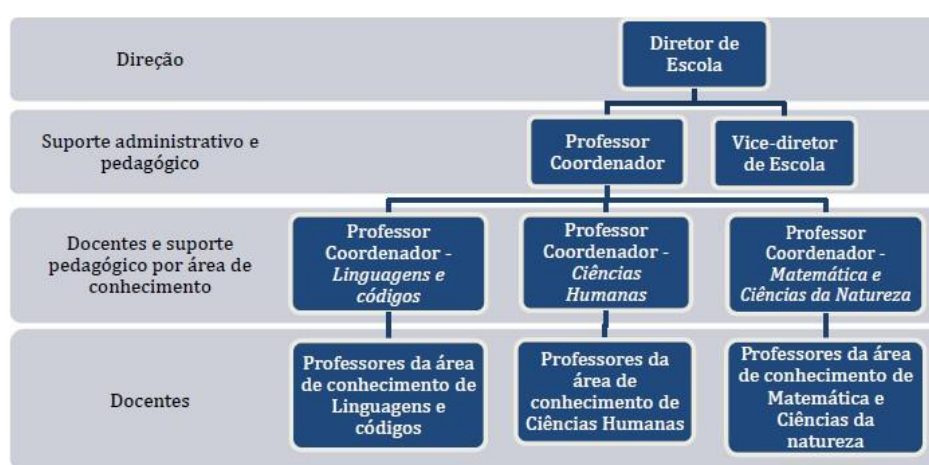 Direção
Diretor de
Escola
Suporte administrativo e
pedagógico
Professor
Coordenador
Vice-diretor
de Escola
Docentes e suporte
pedagógico por área de
conhecimento
Professor
Coordenador -
Linguagens e
códigos
Professor
Coordenador -
Ciências
Humanas
Professor
Coordenador -
Matemática e
Ciências da Natureza
Docentes
Professores da área
de conhecimento de
Linguagens e
códigos
Professores da
área de
conhecimento de
Ciências Humanas
Professores da área
de conhecimento de
Matemática e
Ciências da
natureza